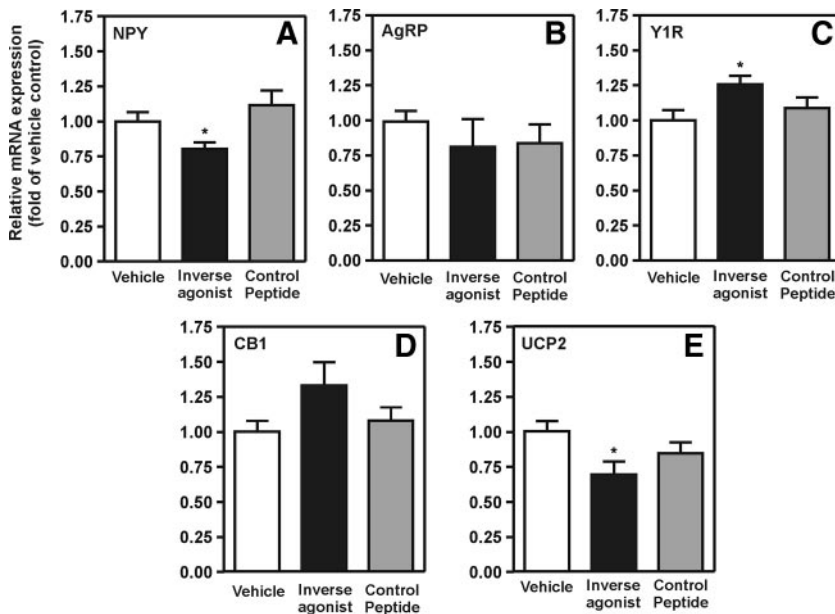 Relative mRNA expression
(fold of vehicle control)
NPY
A
1.75
1.50
1.25
1.00
0.75
0.50
0.25
0.00
*
Vehicle
Inverse
agonist
Control
Peptide
AgRP
B
1.75
1.50
1.25
1.00
0.75
0.50
0.25
0.00
Vehicle
Inverse
agonist
Control
Peptide
Y1R
C
1.75
1.50
1.25
1.00
0.75
0.50
0.25
0.00
*
Vehicle
Inverse
agonist
Control
Peptide
CB1
D
1.75
1.50
1.25
1.00
0.75
0.50
0.25
0.00
Vehicle
Inverse
agonist
Control
Peptide
UCP2
E
1.75
1.50
1.25
1.00
0.75
0.50
0.25
0.00
*
Vehicle
Inverse
agonist
Control
Peptide